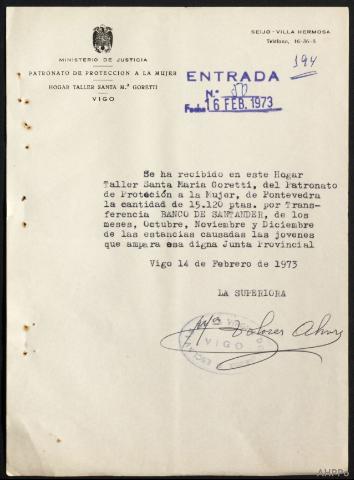 SEIJO - VILLA HERMOSA
Teléfono, 16-36-5
MINISTERIO DE JUSTICIA
PATRONATO DE PROTECCION A LA MUJER
HOGAR TALLER SANTA M.ª GORETTI
VIGO
194
ENTRADA
N.º 50
Fecha 16 FEB. 1973
Se ha recibido en este Hogar
Taller Santa María Goretti, del Patronato
de Protección a la Mujer, de Pontevedra
la cantidad de 15.120 ptas. por Trans-
ferencia BANCO DE SANTANDER, de los
meses, Octubre, Noviembre y Diciembre
de las estancias causadas las jovenes
que ampara esa digna Junta Provincial
Vigo 14 de Febrero de 1973
LA SUPERIORA
Mª Dolores
VIGO
AHPPo